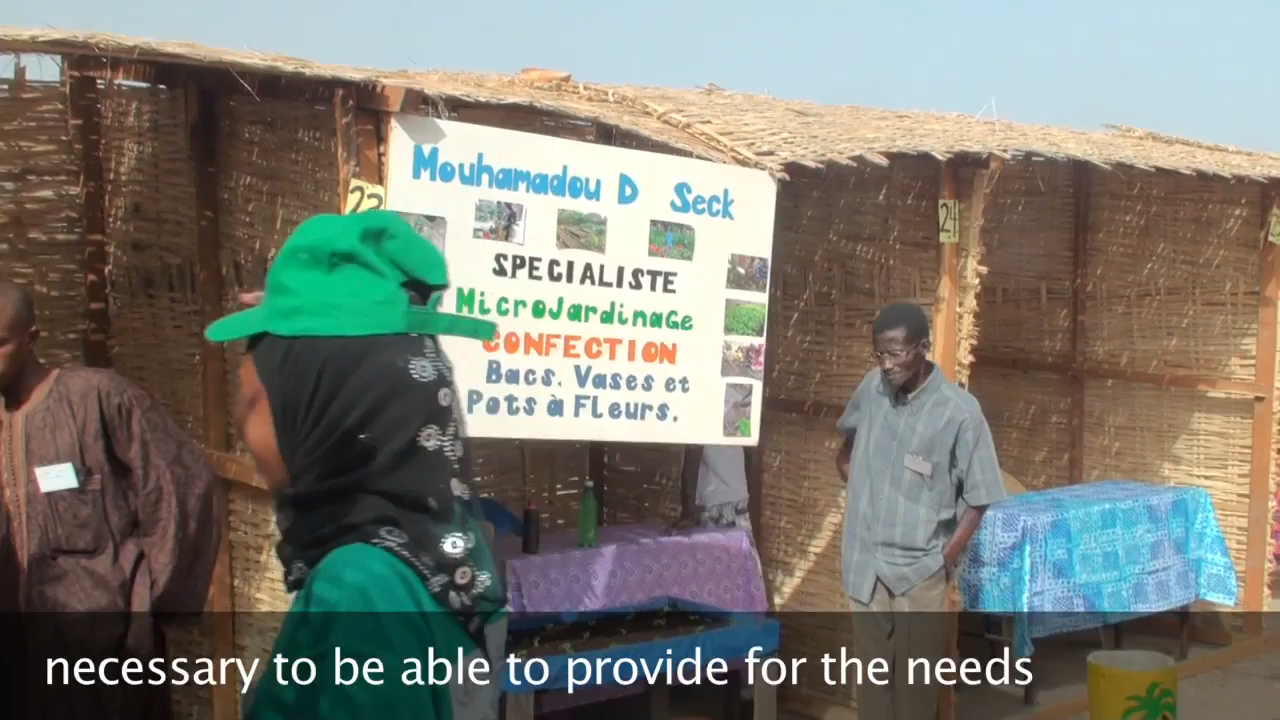 23
Mouhamadou D Seck
SPECIALISTE
MicroJardinaGe
CONFECTION
Bacs. Vases et
Pots à Fleurs.
24
necessary to be able to provide for the needs